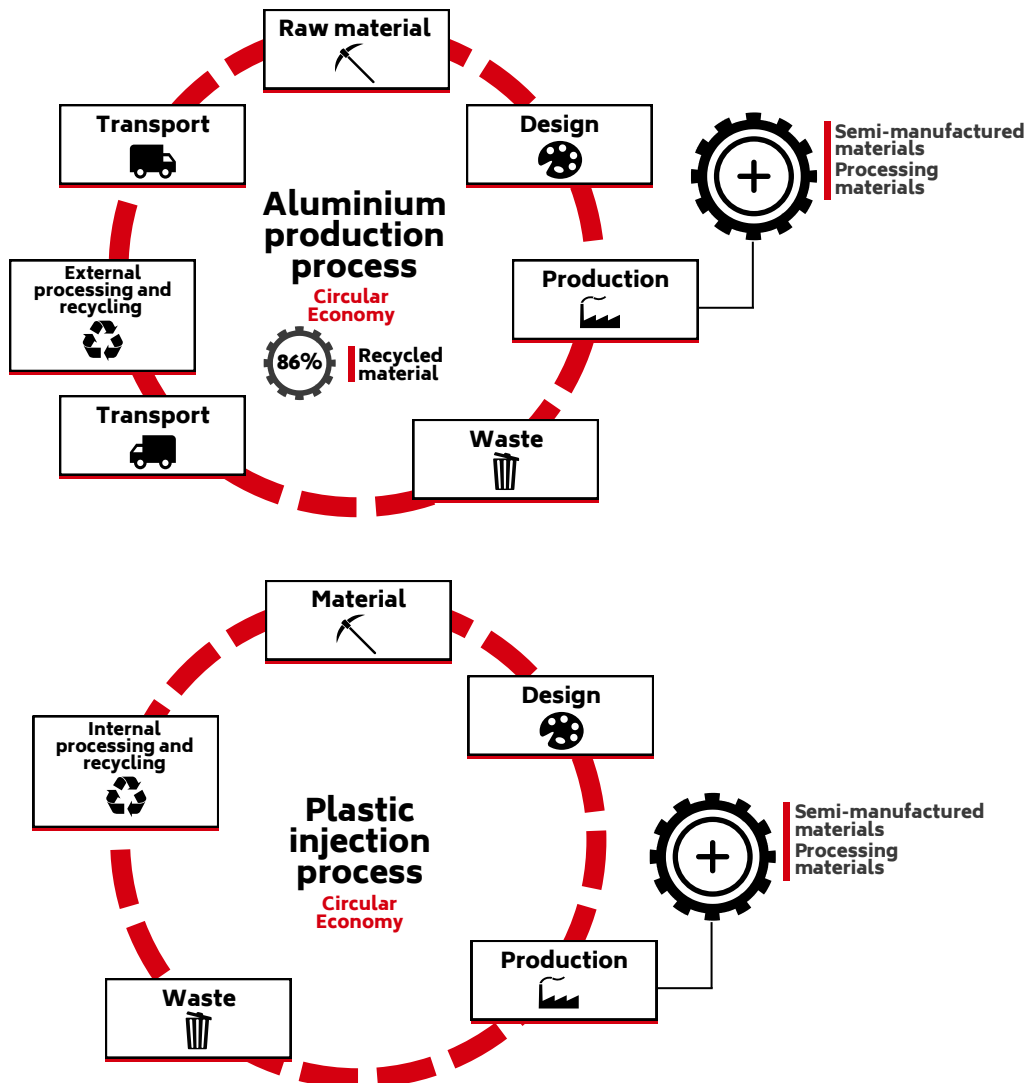 Raw material
Transport
Design
Semi-manufactured
materials
Processing
materials
Aluminium
production
process
Circular
Economy
External
processing and
recycling
Production
86%
Recycled
material
Transport
Waste
Material
Design
Internal
processing and
recycling
Plastic
injection
process
Circular
Economy
Semi-manufactured
materials
Processing
materials
Production
Waste